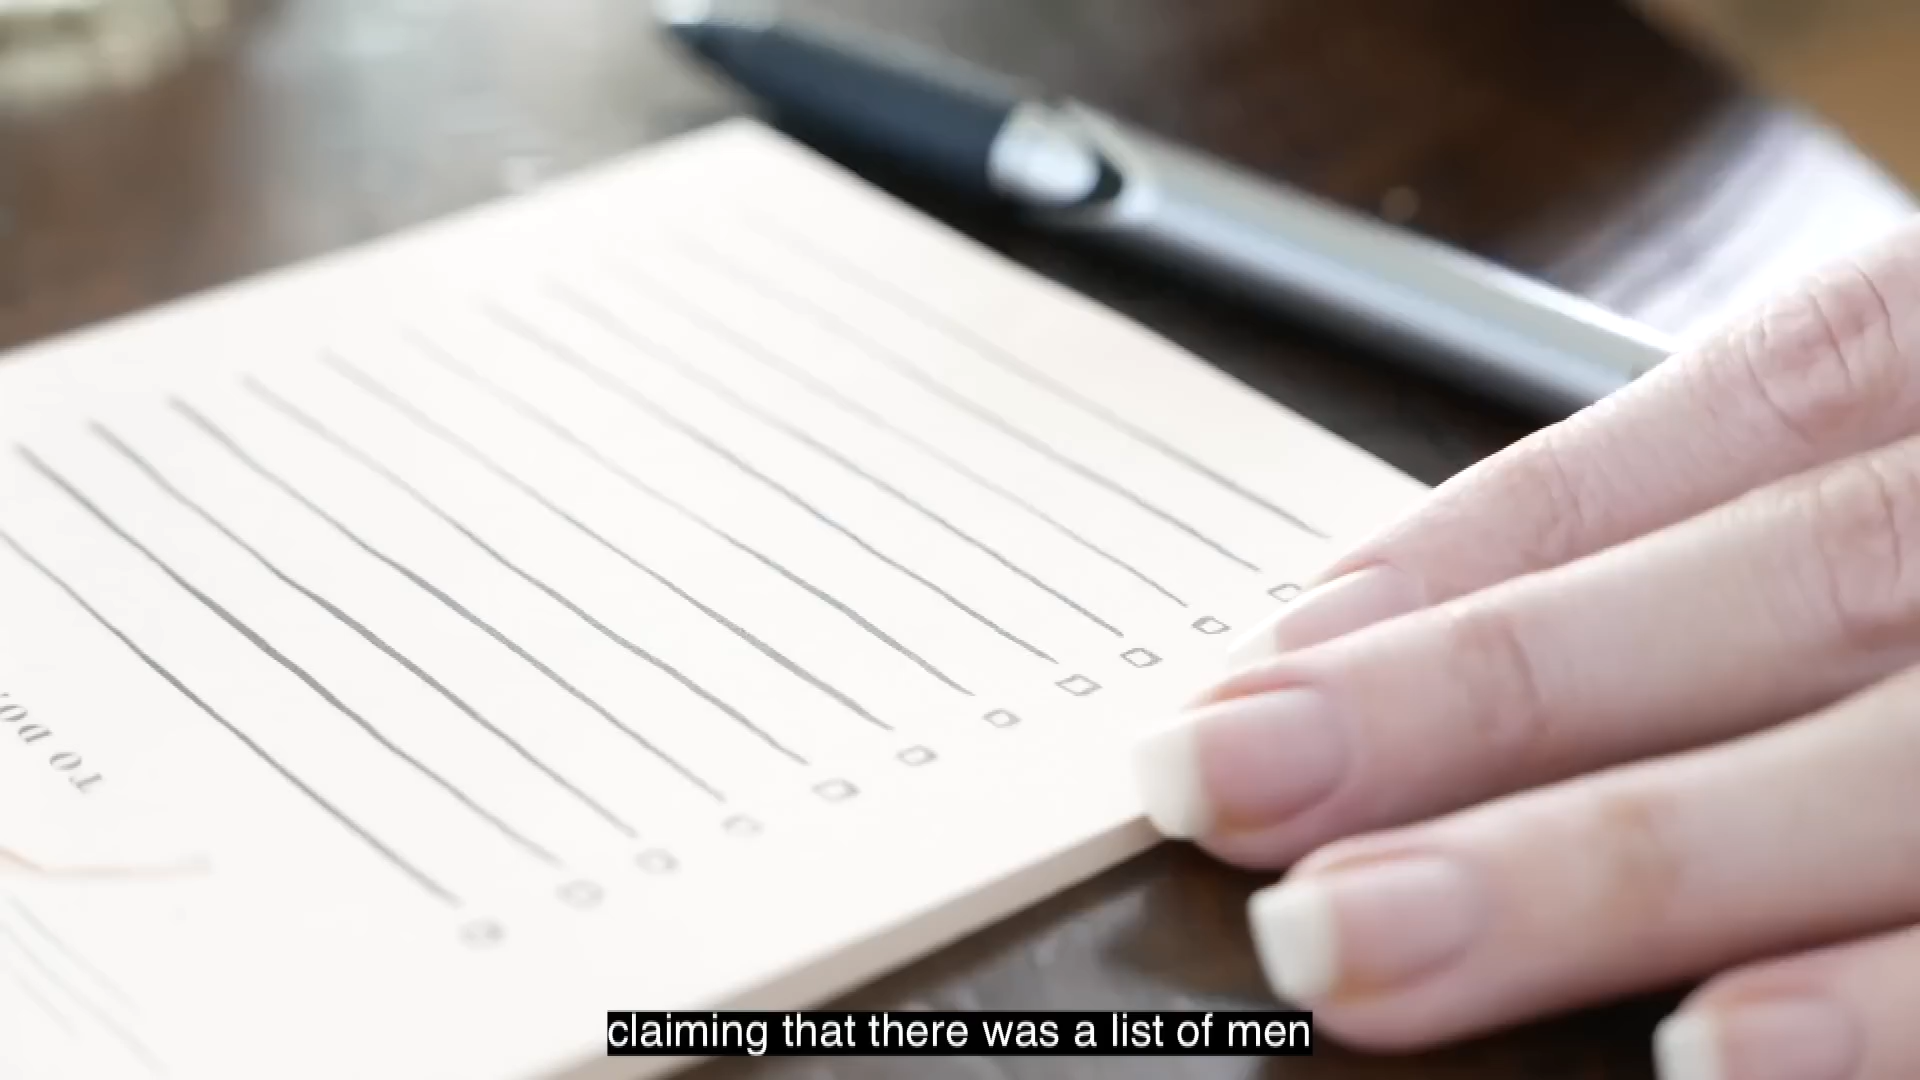 TO DO.
claiming that there was a list of men